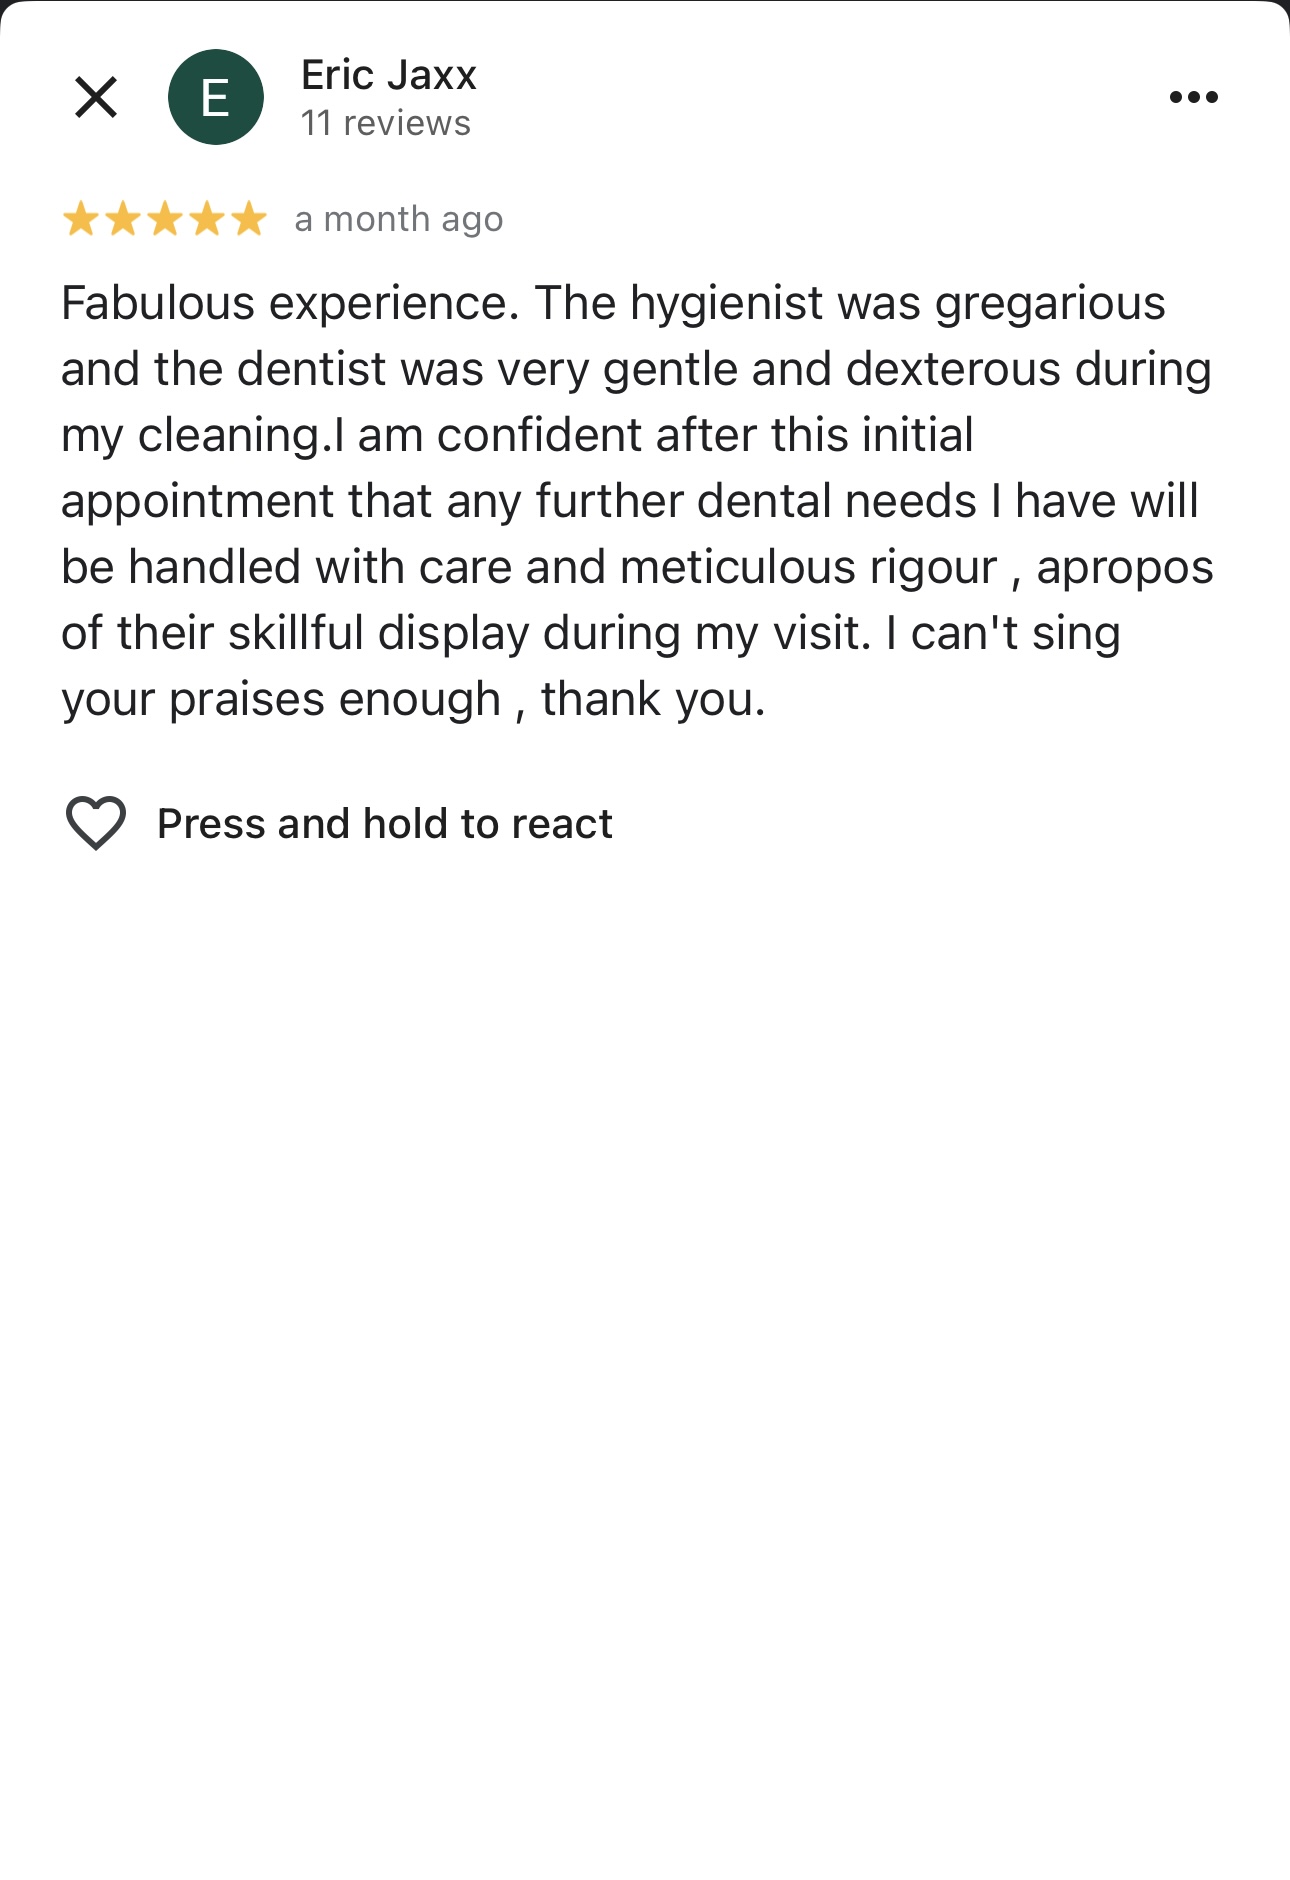 E
Eric Jaxx
11 reviews
a month ago
Fabulous experience. The hygienist was gregarious
and the dentist was very gentle and dexterous during
my cleaning.I am confident after this initial
appointment that any further dental needs I have will
be handled with care and meticulous rigour , apropos
of their skillful display during my visit. I can't sing
your praises enough , thank you.
Press and hold to react